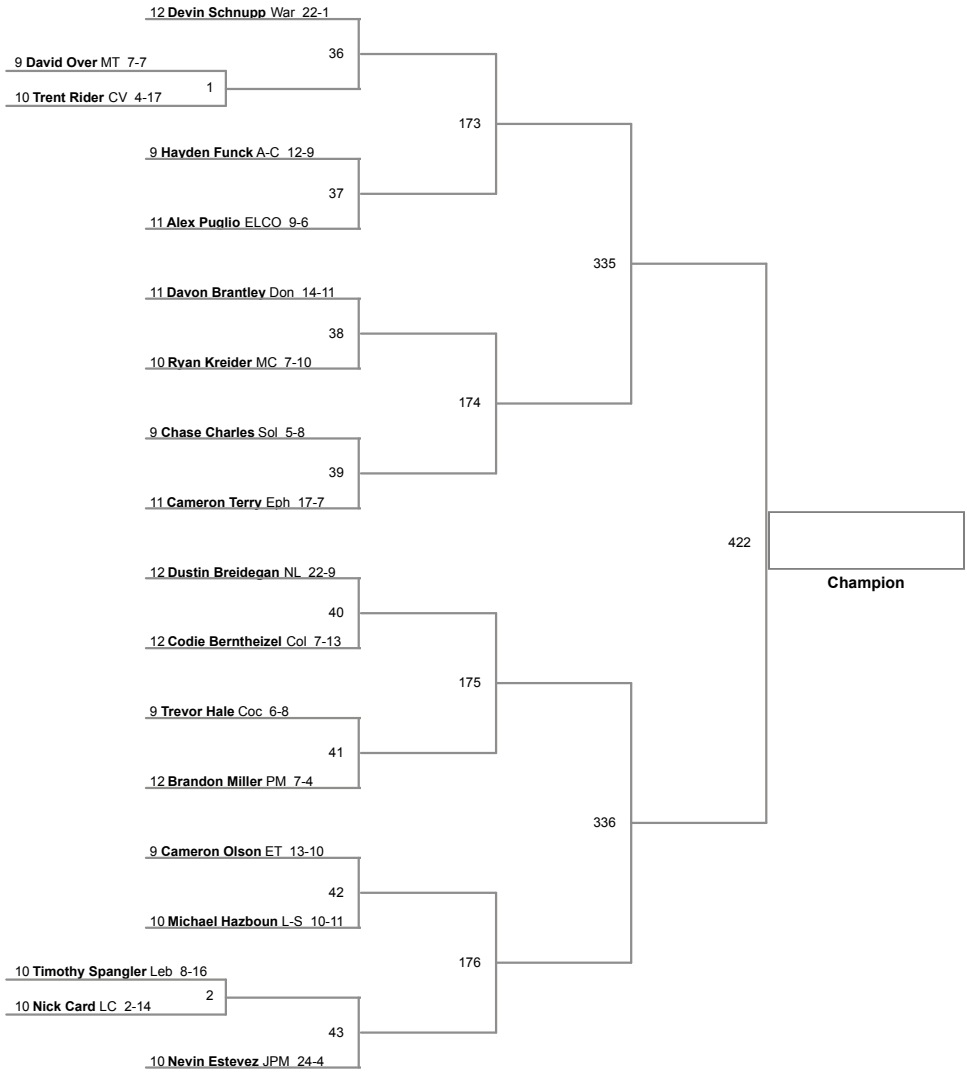 12 Devin Schnupp War 22-1
36
9 David Over MT 7-7
1
10 Trent Rider CV 4-17
173
9 Hayden Funck A-C 12-9
37
11 Alex Puglio ELCO 9-6
335
11 Davon Brantley Don 14-11
38
10 Ryan Kreider MC 7-10
174
9 Chase Charles Sol 5-8
39
11 Cameron Terry Eph 17-7
422
Champion
12 Dustin Breidegan NL 22-9
40
12 Codie Berntheizel Col 7-13
175
9 Trevor Hale Coc 6-8
41
12 Brandon Miller PM 7-4
336
9 Cameron Olson ET 13-10
42
10 Michael Hazboun L-S 10-11
176
10 Timothy Spangler Leb 8-16
2
10 Nick Card LC 2-14
43
10 Nevin Estevez JPM 24-4